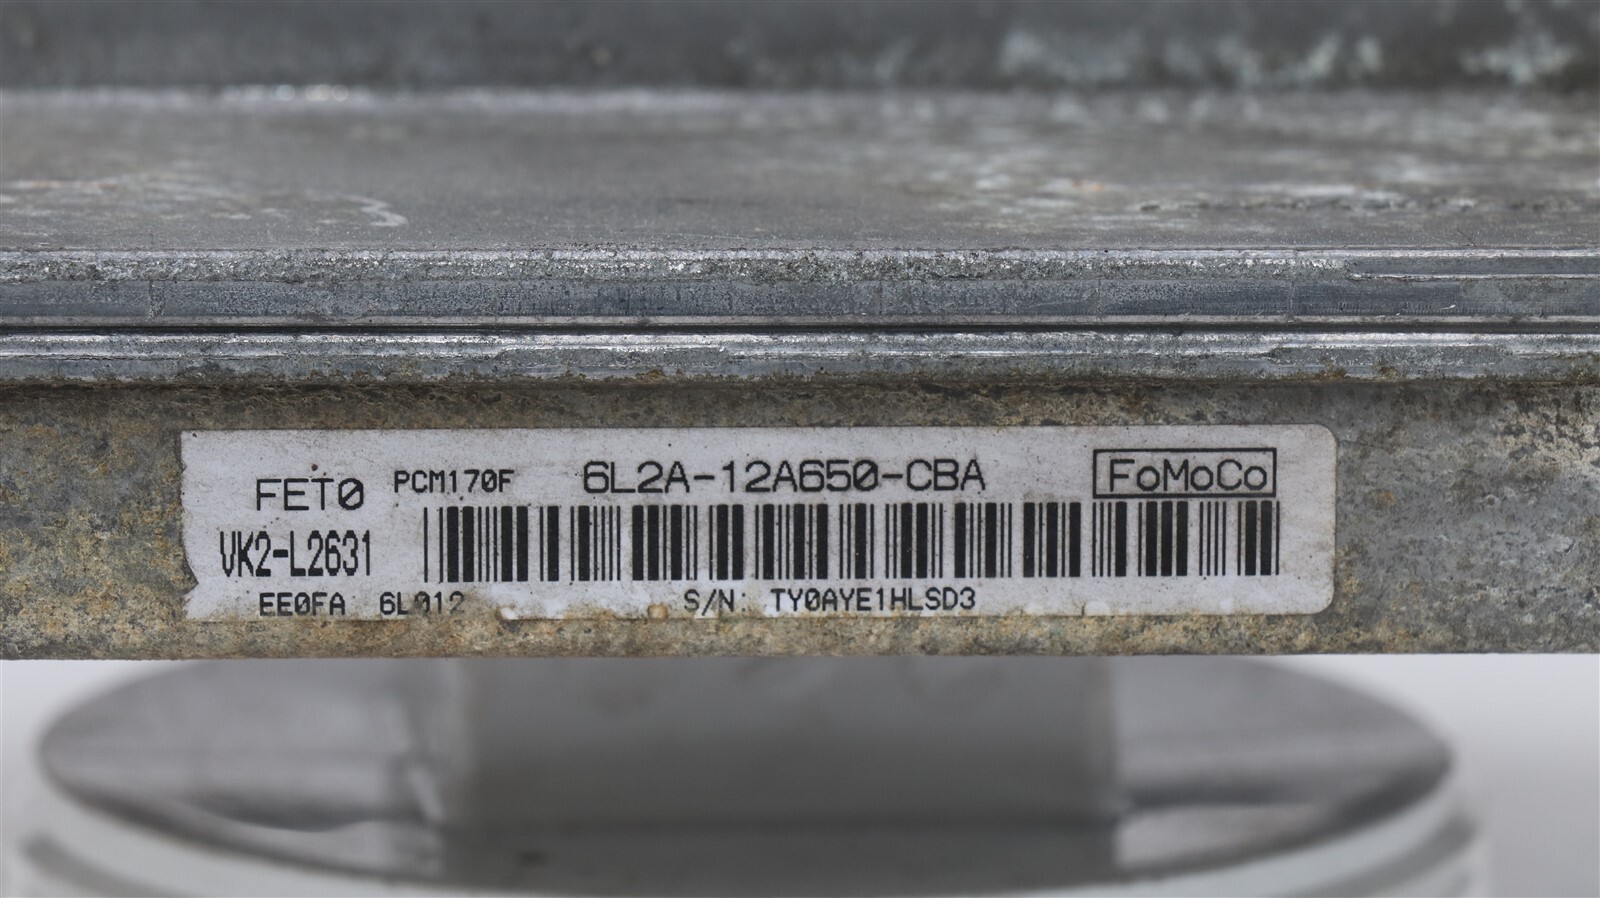 FET0 PCM170F 6L2A-12A650-CBA FoMoCo
VK2-L2631
EE0FA 6L012 S/N: TY0AYE1HLSD3